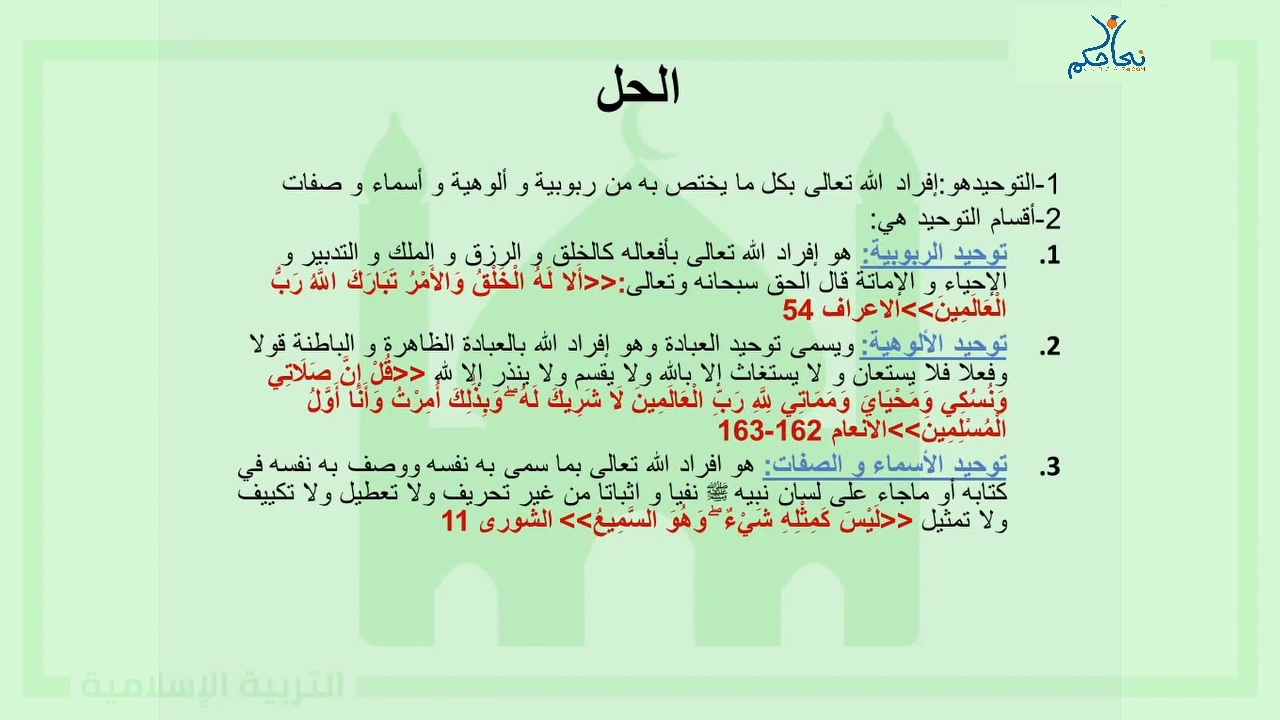 نجاحكم
الحل
1-التوحيدهو:إفراد الله تعالى بكل ما يختص به من ربوبية و ألوهية و أسماء و صفات
2-أقسام التوحيد هي:
1. توحيد الربوبية: هو إفراد الله تعالى بأفعاله كالخلق و الرزق و الملك و التدبير و
الإحياء و الإماتة قال الحق سبحانه وتعالى:<<أَلا لَهُ الْخَلْقُ وَالأَمْرُ تَبَارَكَ اللَّهُ رَبُّ
الْعَالَمِينَ>>الاعراف 54
2. توحيد الألوهية: ويسمى توحيد العبادة وهو إفراد الله بالعبادة الظاهرة و الباطنة قولا
وفعلا فلا يستعان و لا يستغاث إلا بالله ولا يقسم ولا ينذر إلا لله <<قُلْ إِنَّ صَلَاتِي
وَنُسُكِي وَمَحْيَايَ وَمَمَاتِي لِلَّهِ رَبِّ الْعَالَمِينَ لَا شَرِيكَ لَهُ ۖ وَبِذَٰلِكَ أُمِرْتُ وَأَنَا أَوَّلُ
الْمُسْلِمِينَ>>الانعام 162-163
3. توحيد الأسماء و الصفات: هو افراد الله تعالى بما سمى به نفسه ووصف به نفسه في
كتابه أو ماجاء على لسان نبيه ﷺ نفيا و اثباتا من غير تحريف ولا تعطيل ولا تكييف
ولا تمثيل <<لَيْسَ كَمِثْلِهِ شَيْءٌ ۖ وَهُوَ السَّمِيعُ>> الشورى 11
التربية الإسلامية